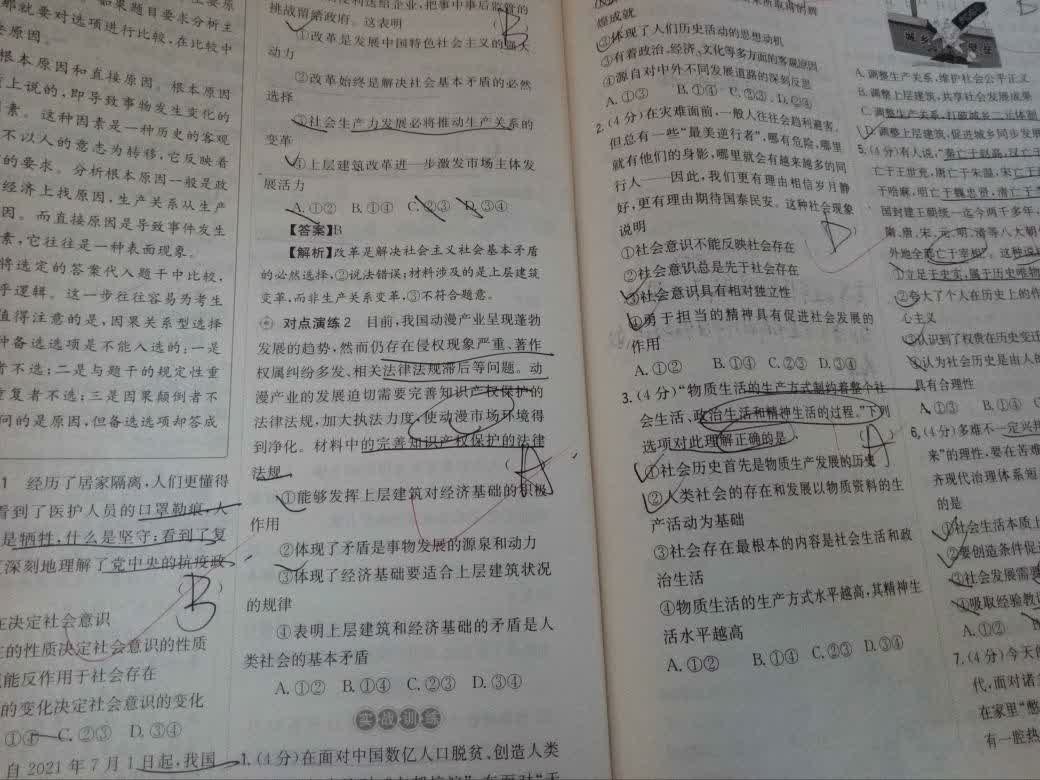 那就要对选项进行比较，在比较中
根本原因和直接原因。根本原因
上说的，即导致事物发生变化的
素。这种因素是一种历史的客观
不以人的意志为转移，它反映着
的要求。分析根本原因一般是政
经济上找原因，生产关系从生产
因。而直接原因是导致事件发生
素，它往往是一种表面现象。
将选定的答案代入题干中比较，
乎逻辑。这一步往往容易为考生
值得注意的是，因果关系型选择
种备选选项是不能入选的：一是
者不选；二是与题干的规定性重
重复者不选；三是因果颠倒者不
问的是原因，但备选选项却答成
1 经历了居家隔离，人们更懂得
看到了医护人员的口罩勒痕，人
是牺牲，什么是坚守；看到了复
深刻地理解了党中央的抗疫政
B
在决定社会意识
的性质决定社会意识的性质
能反作用于社会存在
的变化决定社会意识的变化
①④ C.②③ D.③④
自2021年7月1日起，我国
挑战留给政府。这表明
B
①改革是发展中国特色社会主义的强大
动力
②改革始终是解决社会基本矛盾的必然
选择
③社会生产力发展必将推动生产关系的
变革
④上层建筑改革进一步激发市场主体发
展活力
A.①② B.①④ C.②③ D.③④
【答案】B
【解析】改革是解决社会主义社会基本矛盾
的必然选择，②说法错误；材料涉及的是上层建筑
变革，而非生产关系变革，③不符合题意。
对点演练2 目前，我国动漫产业呈现蓬勃
发展的趋势，然而仍存在侵权现象严重、著作
权属纠纷多发、相关法律法规滞后等问题。动
漫产业的发展迫切需要完善知识产权保护的
法律法规，加大执法力度，使动漫市场环境得
到净化。材料中的完善知识产权保护的法律
法规
A
①能够发挥上层建筑对经济基础的积极
作用
②体现了矛盾是事物发展的源泉和动力
③体现了经济基础要适合上层建筑状况
的规律
④表明上层建筑和经济基础的矛盾是人
类社会的基本矛盾
A.①② B.①④ C.②③ D.③④
实战训练
1.(4分)在面对中国数亿人口脱贫、创造人类
煌成就
②体现了人们历史活动的思想动机
③有着政治、经济、文化等多方面的客观原因
④源自对中外不同发展道路的深刻反思
A.①③ B.①④ C.②③ D.②④
2.(4分)在灾难面前，一般人往往会趋利避害，
但总有一些“最美逆行者”，哪有危险，哪里
就有他们的身影，哪里就会有越来越多的同
行人——因此，我们更有理由相信岁月静
好，更有理由期待国泰民安。这种社会现象
说明
D
①社会意识不能反映社会存在
②社会意识总是先于社会存在
③社会意识具有相对独立性
④勇于担当的精神具有促进社会发展的
作用
A.①② B.①④ C.②③ D.③④
3.(4分)“物质生活的生产方式制约着整个社
会生活、政治生活和精神生活的过程。”下列
选项对此理解正确的是
A
①社会历史首先是物质生产发展的历史
②人类社会的存在和发展以物质资料的生
产活动为基础
③社会存在最根本的内容是社会生活和政
治生活
④物质生活的生产方式水平越高，其精神生
活水平越高
A.①② B.①④ C.②③ D.③④
A.调整生产关系，维护社会公平正义
B.调整上层建筑，共享社会发展成果
C.调整生产关系，打破城乡二元体制
D.调整上层建筑，促进城乡同步发展
5.(4分)有人说，“秦亡于赵高，汉亡于
亡于王世充，唐亡于朱温，宋亡于
于哈麻，明亡于魏忠贤，清亡于
国封建王朝统一迄今两千多年，
隋、唐、宋、元、明、清等八大朝
外地全都亡于宰相”。这种说
①立足于史实，属于历史唯物
②夸大了个人在历史上的作
心主义
③认识到了权贵在历史变迁
④认为社会历史是由人的
具有合理性
A.①③ B.①④
6.(4分)多难不一定兴
来”的理性，要在苦难
齐现代治理体系短
的是
①社会生活本质上
②要创造条件促
③社会发展需要
④吸取经验教
A.①②
7.(4分)今天的
代，面对诸
在家里“憋
有一腔热